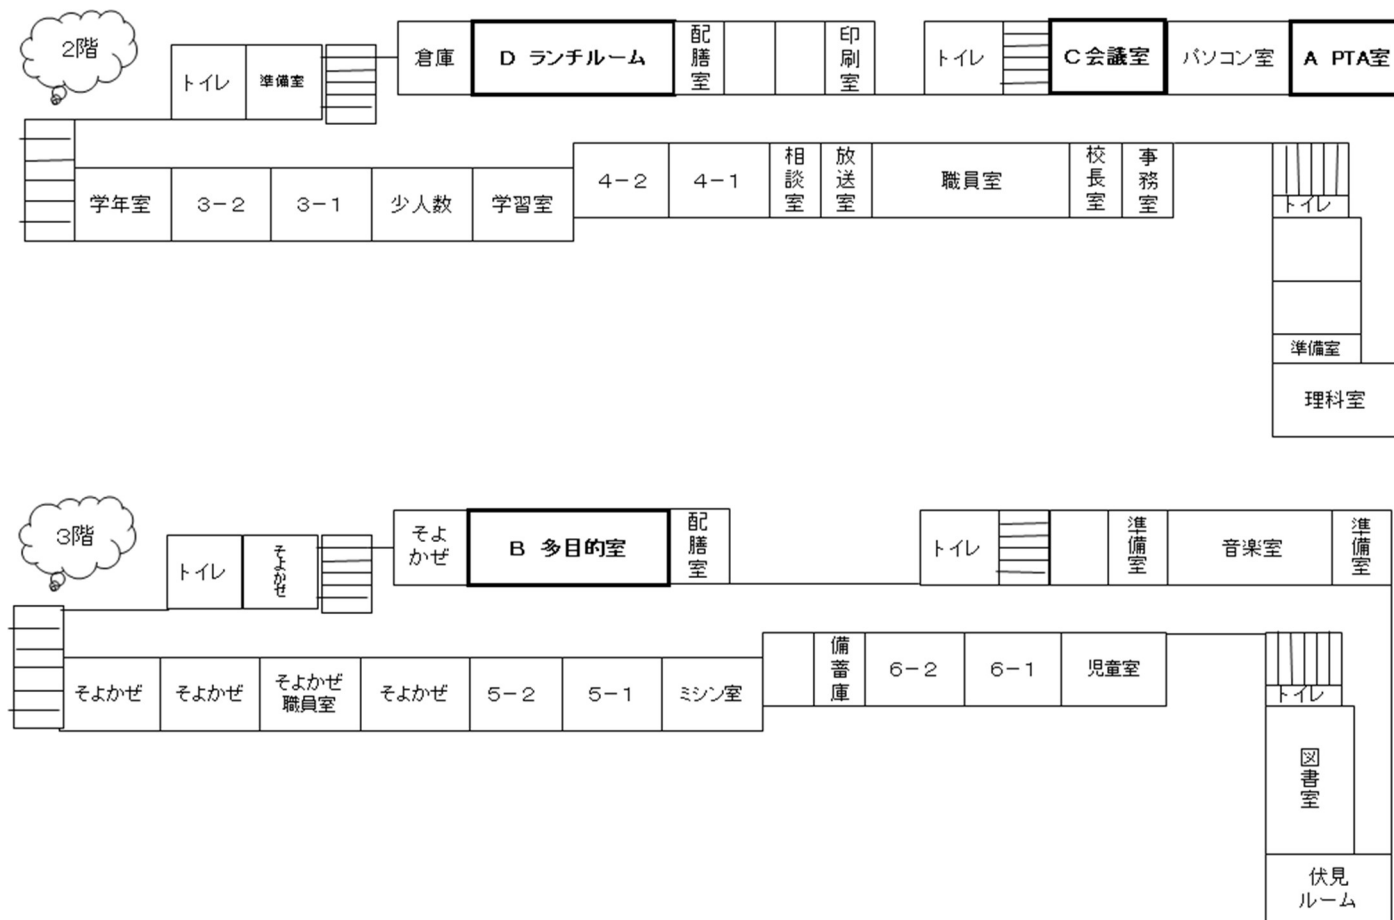 2階
トイレ
準備室
倉庫
D ランチルーム
配膳室
印刷室
トイレ
C 会議室
パソコン室
A PTA室
学年室
3-2
3-1
少人数
学習室
4-2
4-1
相談室
放送室
職員室
校長室
事務室
トイレ
準備室
理科室
3階
トイレ
そよかぜ
そよ
かぜ
B 多目的室
配膳室
トイレ
準備室
音楽室
準備室
そよかぜ
そよかぜ
そよかぜ
職員室
そよかぜ
5-2
5-1
ミシン室
備蓄庫
6-2
6-1
児童室
トイレ
図書室
伏見
ルーム